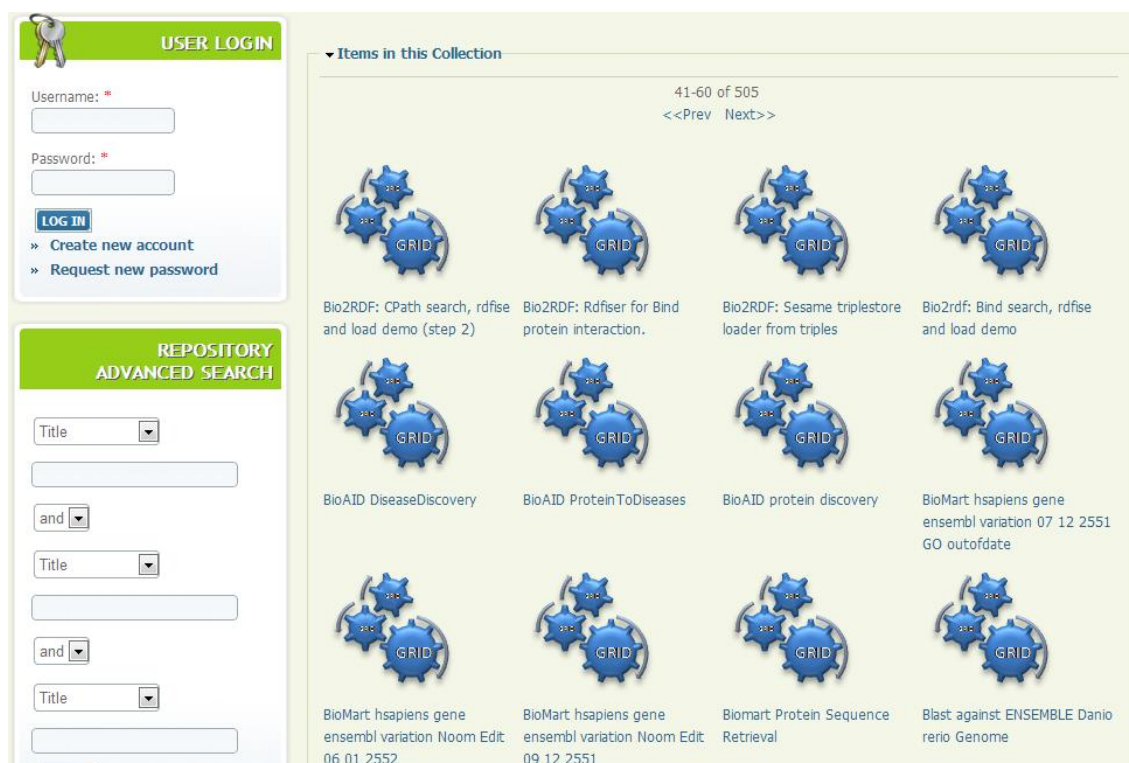 USER LOGIN
Username: *
Password: *
LOG IN
» Create new account
» Request new password
REPOSITORY
ADVANCED SEARCH
Title
and
Title
and
Title
Items in this Collection
41-60 of 505
<<Prev Next>>
GRID
GRID
GRID
GRID
Bio2RDF: CPath search, rdfise
and load demo (step 2)
Bio2RDF: Rdfiser for Bind
protein interaction.
Bio2RDF: Sesame triplestore
loader from triples
Bio2rdf: Bind search, rdfise
and load demo
GRID
GRID
GRID
GRID
BioAID DiseaseDiscovery
BioAID ProteinToDiseases
BioAID protein discovery
BioMart hsapiens gene
ensembl variation 07 12 2551
GO outofdate
GRID
GRID
GRID
GRID
BioMart hsapiens gene
ensembl variation Noom Edit
06 01 2552
BioMart hsapiens gene
ensembl variation Noom Edit
09 12 2551
Biomart Protein Sequence
Retrieval
Blast against ENSEMBLE Danio
rerio Genome